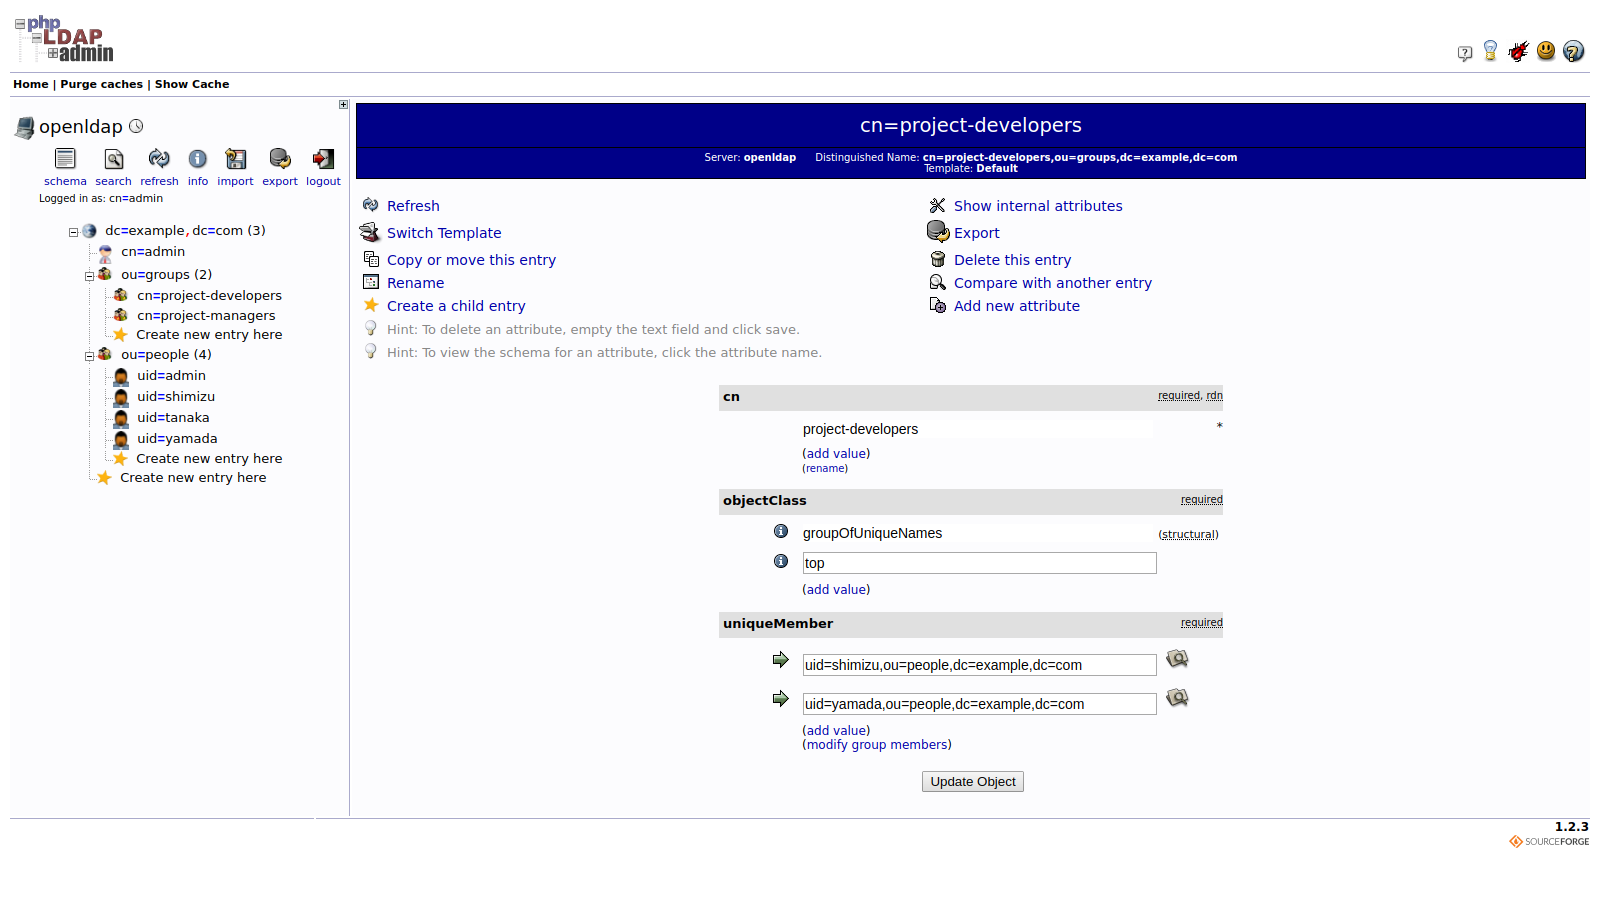 php
LDAP
admin
Home | Purge caches | Show Cache
openldap
schema search refresh info import export logout
Logged in as: cn=admin
dc=example,dc=com (3)
cn=admin
ou=groups (2)
cn=project-developers
cn=project-managers
Create new entry here
ou=people (4)
uid=admin
uid=shimizu
uid=tanaka
uid=yamada
Create new entry here
Create new entry here
cn=project-developers
Server: openldap Distinguished Name: cn=project-developers,ou=groups,dc=example,dc=com
Template: Default
Refresh
Show internal attributes
Switch Template
Export
Copy or move this entry
Delete this entry
Rename
Compare with another entry
Create a child entry
Add new attribute
Hint: To delete an attribute, empty the text field and click save.
Hint: To view the schema for an attribute, click the attribute name.
cn required, rdn
project-developers *
(add value)
(rename)
objectClass required
groupOfUniqueNames (structural)
top
(add value)
uniqueMember required
uid=shimizu,ou=people,dc=example,dc=com
uid=yamada,ou=people,dc=example,dc=com
(add value)
(modify group members)
Update Object
1.2.3
SOURCEFORGE